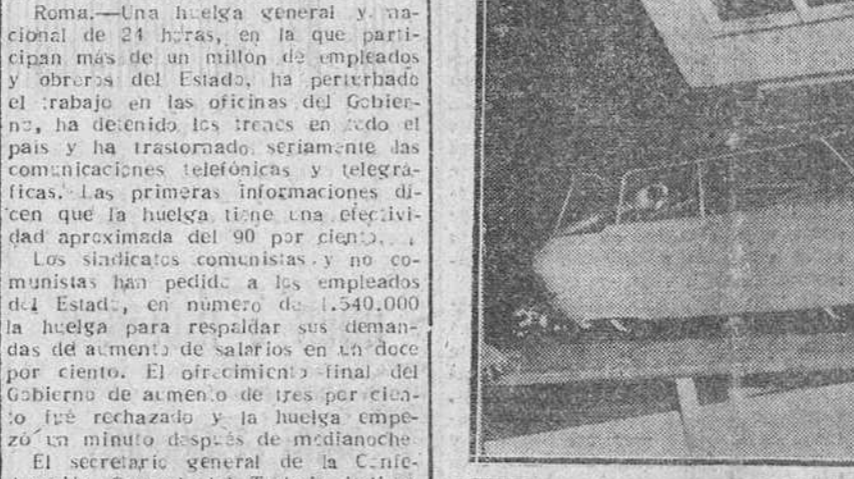 Roma.—Una huelga general y na-
cional de 24 horas, en la que parti-
cipan más de un millón de empleados
y obreros del Estado, ha perturbado
el trabajo en las oficinas del Gobier-
no, ha detenido los trenes en todo el
país y ha trastornado seriamente las
comunicaciones telefónicas y telegrá-
ficas. Las primeras informaciones di-
cen que la huelga tiene una efectivi-
dad aproximada del 90 por ciento.
Los sindicatos comunistas y no co-
munistas han pedido a los empleados
del Estado, en número de 1.540.000
la huelga para respaldar sus deman-
das de aumento de salarios en un doce
por ciento. El ofrecimiento final del
Gobierno de aumento de tres por cien-
to fué rechazado y la huelga empe-
zó un minuto después de medianoche
El secretario general de la Confe-